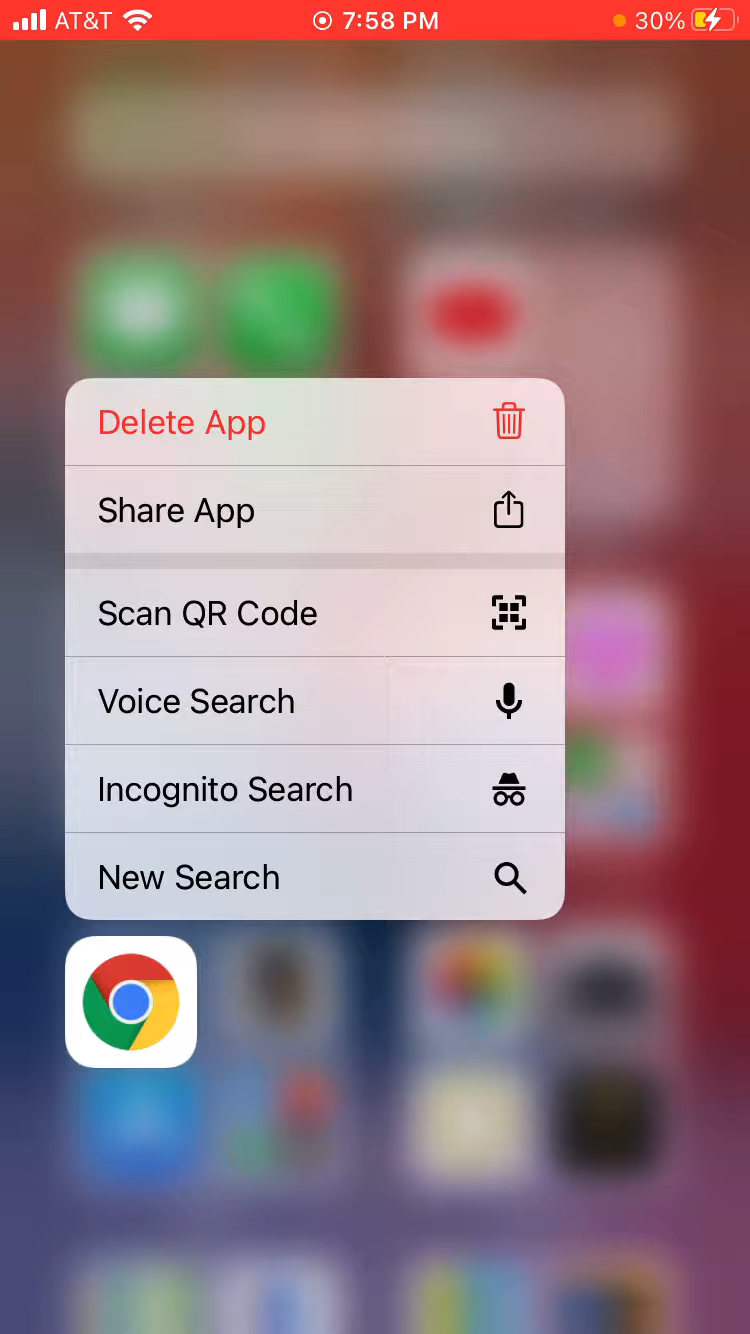 AT&T 7:58 PM 30%
Delete App
Share App
Scan QR Code
Voice Search
Incognito Search
New Search